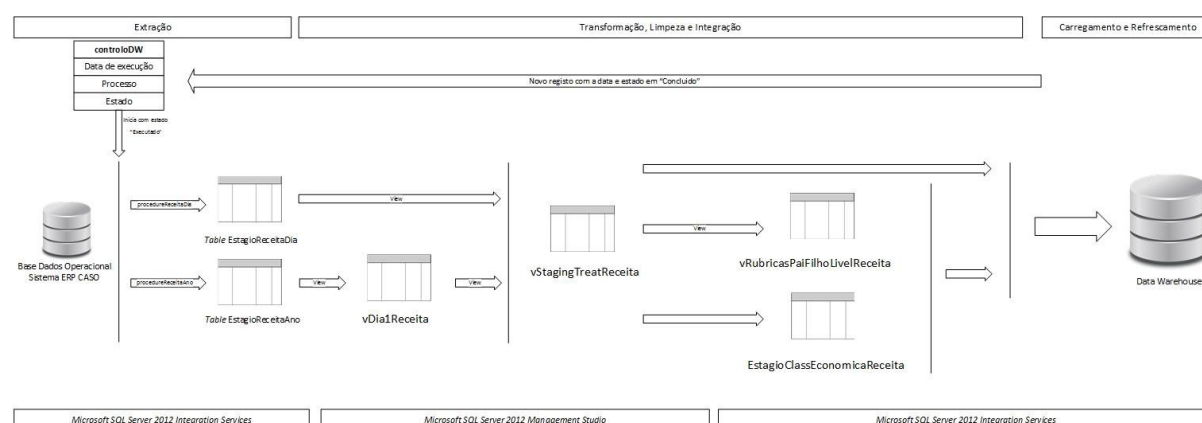 Extração
Transformação, Limpeza e Integração
Carregamento e Refrescamento
controloDW
Data de execução
Processo
Estado
Novo registo com a data e estado em "Concluido"
Inicia com estado
"Executado"
procedureReceitaDia
View
Table EstagioReceitaDia
Base Dados Operacional
Sistema ERP CASO
procedureReceitaAno
View
View
Table EstagioReceitaAno
vDia1Receita
vStagingTreatReceita
View
vRubricasPaiFilhoLivelReceita
EstagioClassEconomicaReceita
Data Warehouse
Microsoft SQL Server 2012 Integration Services
Microsoft SQL Server 2012 Management Studio
Microsoft SQL Server 2012 Integration Services